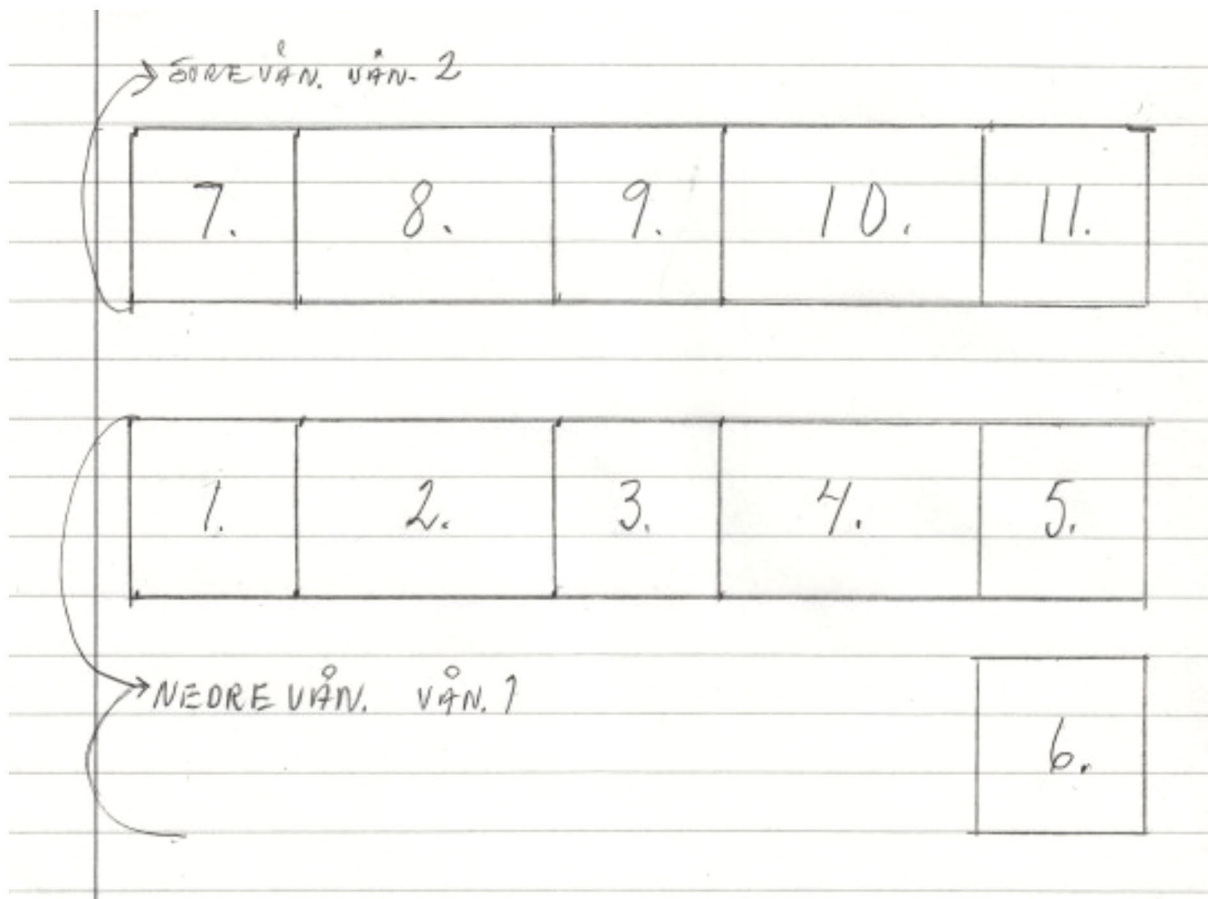 ÖVRE VÅN. VÅN. 2
7. 8. 9. 10. 11.
1. 2. 3. 4. 5.
NEDRE VÅN. VÅN. 1
6.